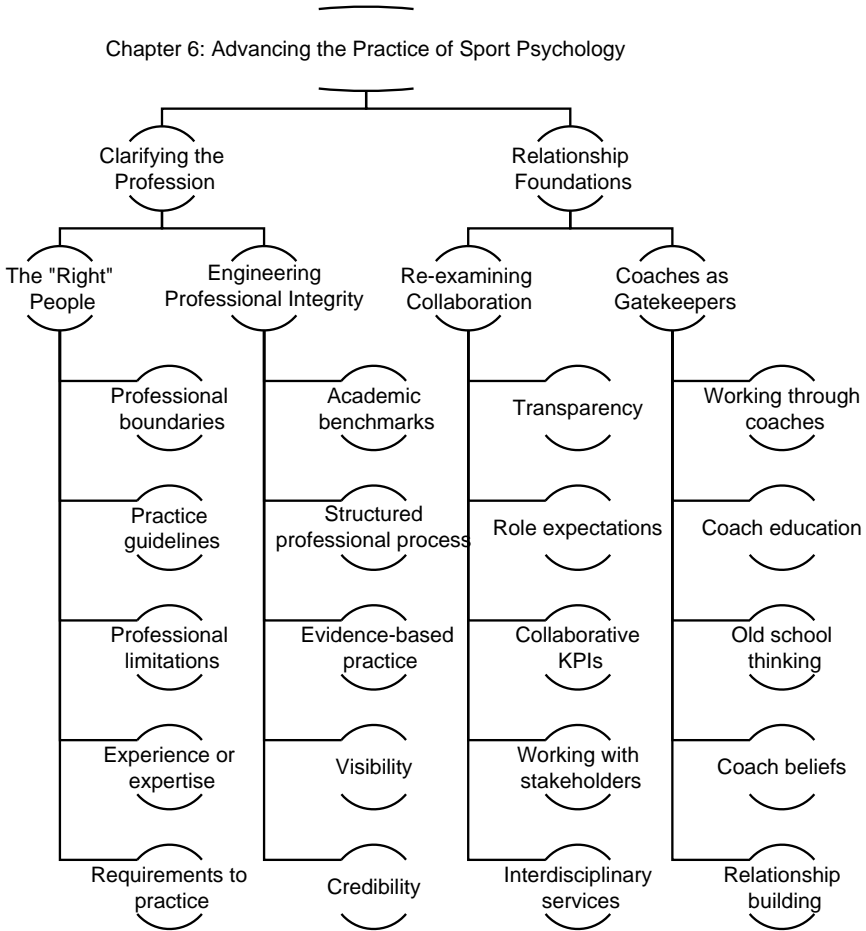 Chapter 6: Advancing the Practice of Sport Psychology
Clarifying the
Profession
Relationship
Foundations
The "Right"
People
Engineering
Professional Integrity
Re-examining
Collaboration
Coaches as
Gatekeepers
Professional
boundaries
Practice
guidelines
Professional
limitations
Experience or
expertise
Requirements to
practice
Academic
benchmarks
Structured
professional process
Evidence-based
practice
Visibility
Credibility
Transparency
Role expectations
Collaborative
KPIs
Working with
stakeholders
Interdisciplinary
services
Working through
coaches
Coach education
Old school
thinking
Coach beliefs
Relationship
building